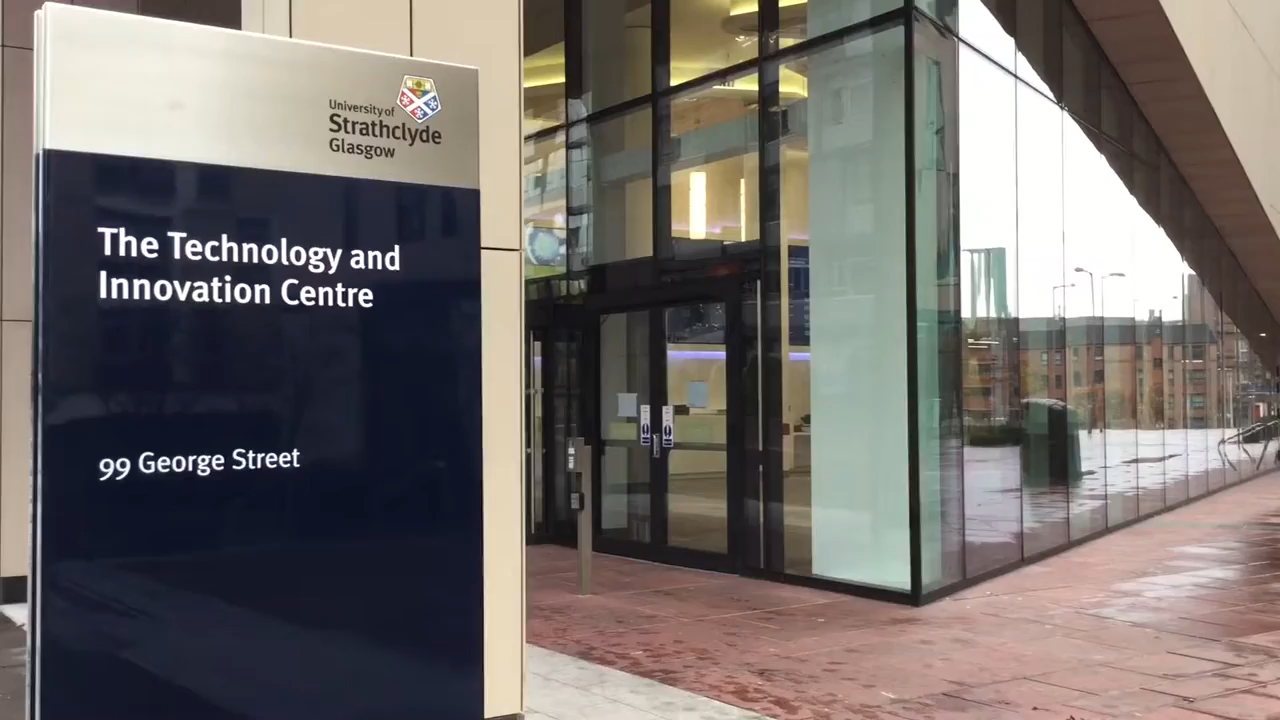 University of
Strathclyde
Glasgow
The Technology and
Innovation Centre
99 George Street